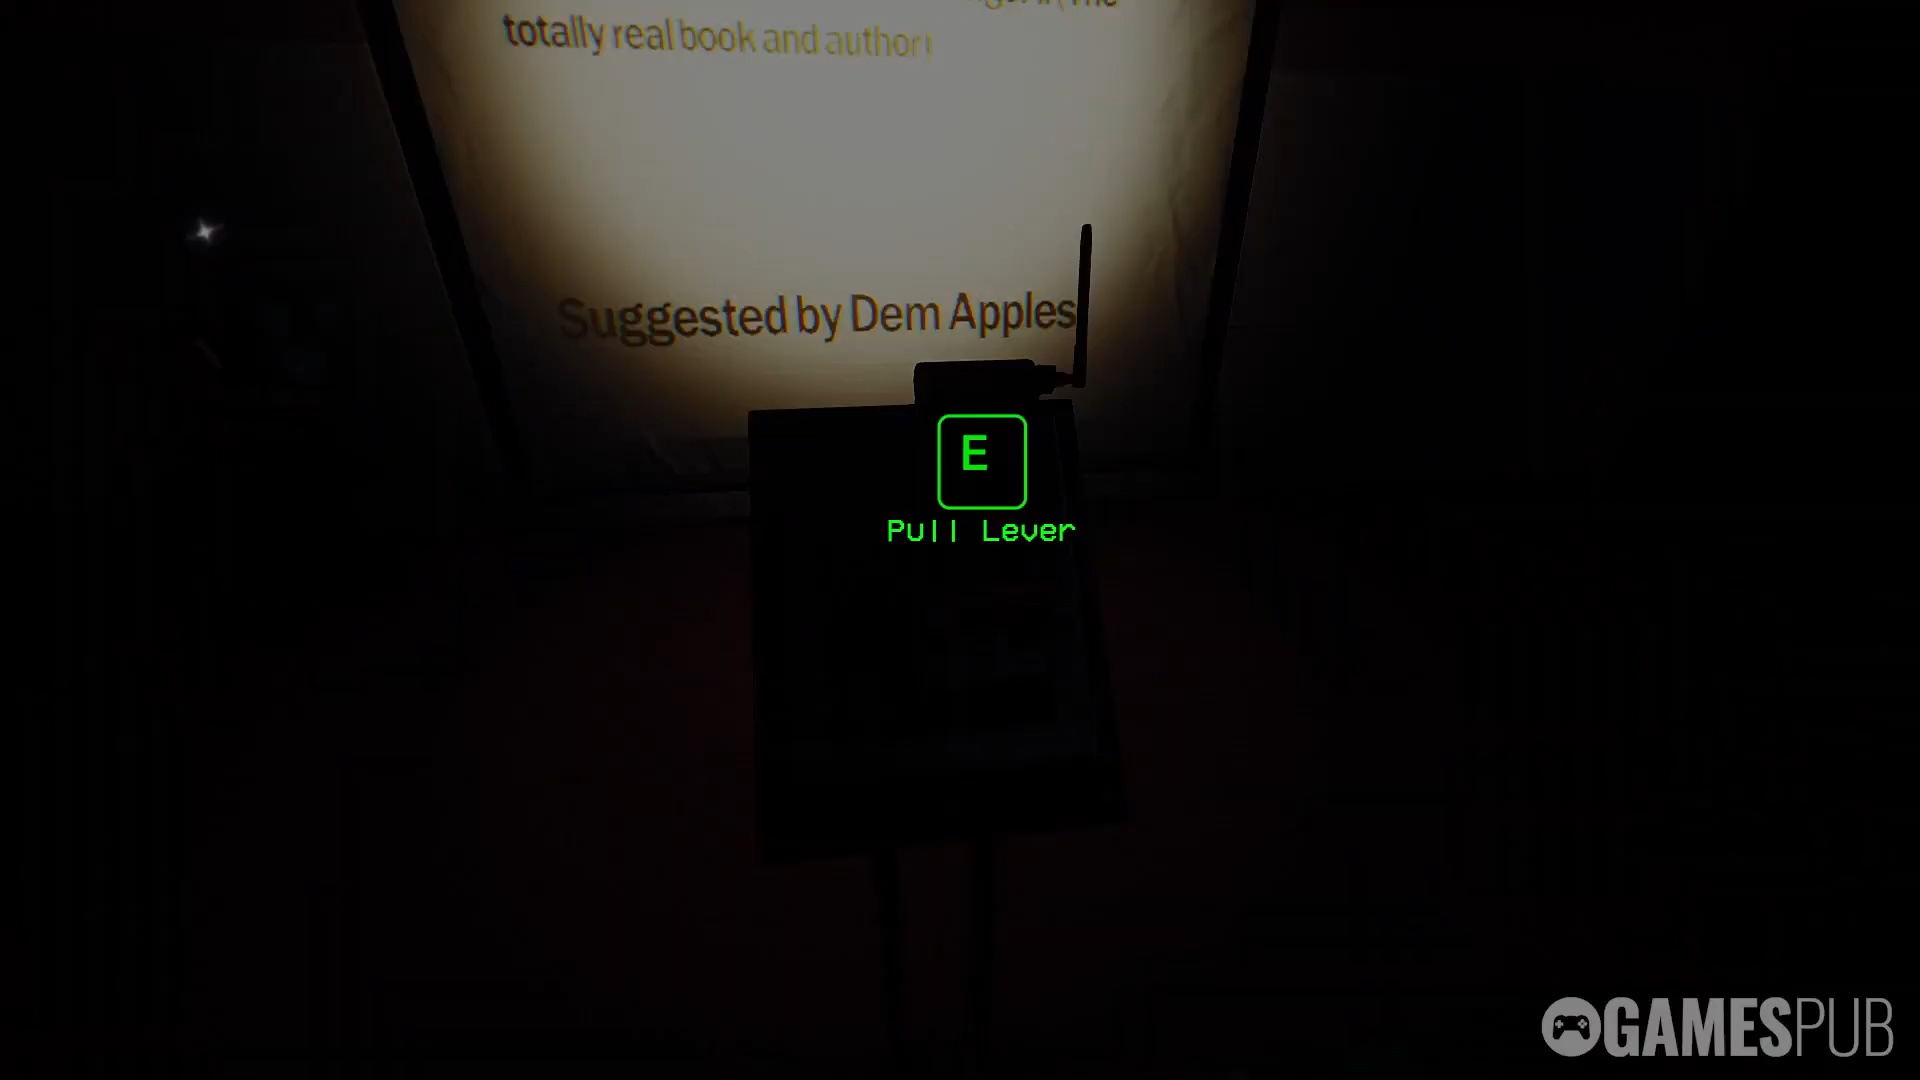 totally real book and author)
Suggested by Dem Apples
E
Pull Lever
GAMESPUB